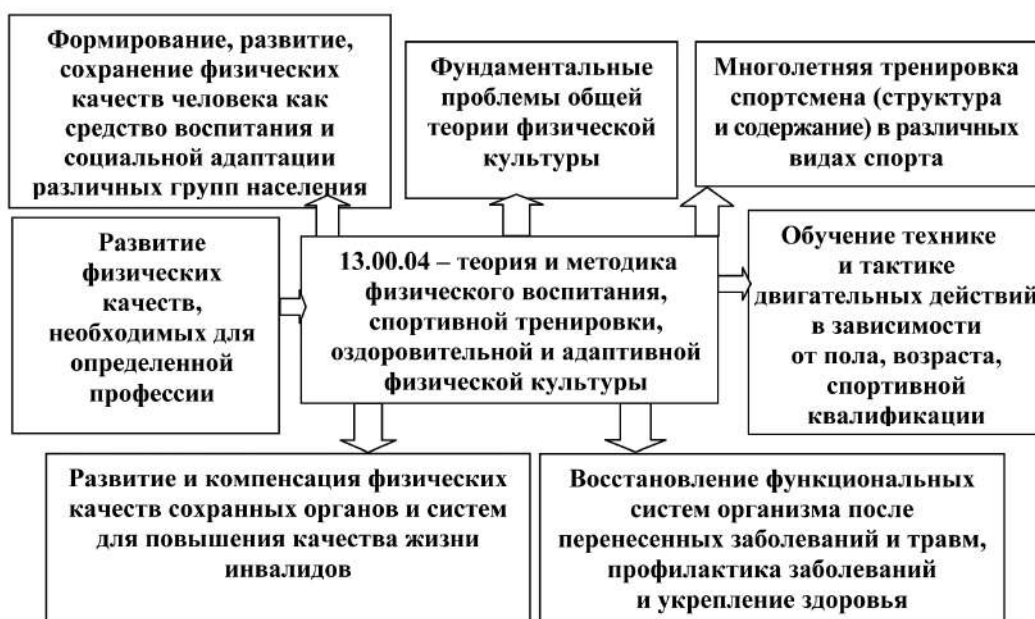 Формирование, развитие,
сохранение физических
качеств человека как
средство воспитания и
социальной адаптации
различных групп населения
Фундаментальные
проблемы общей
теории физической
культуры
Многолетняя тренировка
спортсмена (структура
и содержание) в различных
видах спорта
Развитие
физических
качеств,
необходимых для
определенной
профессии
13.00.04 – теория и методика
физического воспитания,
спортивной тренировки,
оздоровительной и адаптивной
физической культуры
Обучение технике
и тактике
двигательных действий
в зависимости
от пола, возраста,
спортивной
квалификации
Развитие и компенсация физических
качеств сохранных органов и систем
для повышения качества жизни
инвалидов
Восстановление функциональных
систем организма после
перенесенных заболеваний и травм,
профилактика заболеваний
и укрепление здоровья